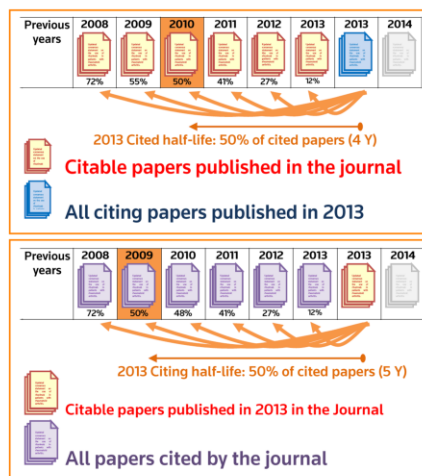 Previous years 2008 2009 2010 2011 2012 2013 2013 2014
72% 55% 50% 41% 27% 12%
2013 Cited half-life: 50% of cited papers (4 Y)
Citable papers published in the journal
All citing papers published in 2013
Previous years 2008 2009 2010 2011 2012 2013 2013 2014
72% 50% 48% 41% 27% 12%
2013 Citing half-life: 50% of cited papers (5 Y)
Citable papers published in 2013 in the Journal
All papers cited by the journal